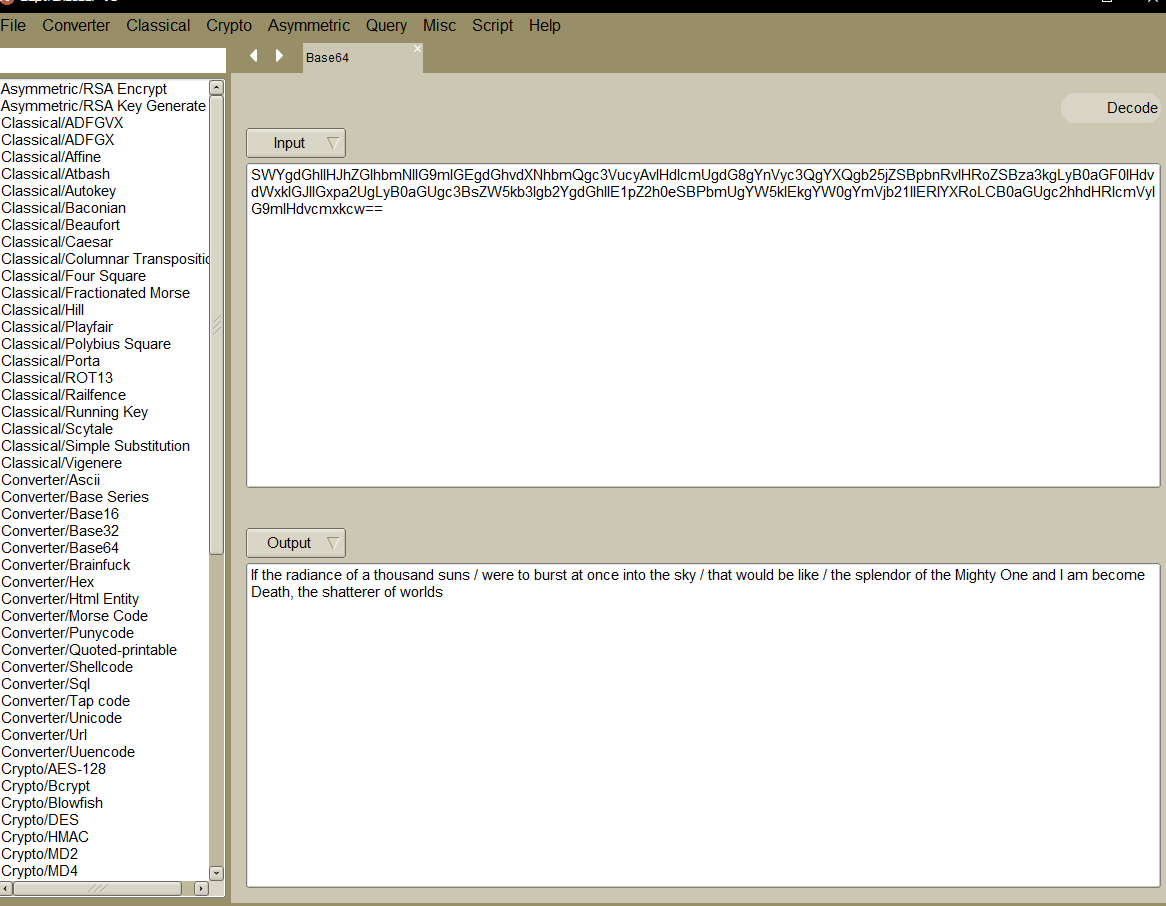 File Converter Classical Crypto Asymmetric Query Misc Script Help
Base64
Asymmetric/RSA Encrypt
Asymmetric/RSA Key Generate
Classical/ADFGVX
Classical/ADFGX
Classical/Affine
Classical/Atbash
Classical/Autokey
Classical/Baconian
Classical/Beaufort
Classical/Caesar
Classical/Columnar Transpositic
Classical/Four Square
Classical/Fractionated Morse
Classical/Hill
Classical/Playfair
Classical/Polybius Square
Classical/Porta
Classical/ROT13
Classical/Railfence
Classical/Running Key
Classical/Scytale
Classical/Simple Substitution
Classical/Vigenere
Converter/Ascii
Converter/Base Series
Converter/Base16
Converter/Base32
Converter/Base64
Converter/Brainfuck
Converter/Hex
Converter/Html Entity
Converter/Morse Code
Converter/Punycode
Converter/Quoted-printable
Converter/Shellcode
Converter/Sql
Converter/Tap code
Converter/Unicode
Converter/Url
Converter/Uuencode
Crypto/AES-128
Crypto/Bcrypt
Crypto/Blowfish
Crypto/DES
Crypto/HMAC
Crypto/MD2
Crypto/MD4
Decode
Input
SWYgdGhlIHJhZGlhbmNlIG9mIGEgdGhvdXNhbmQgc3VucyAvIHdlcmUgdG8gYnVyc3QgYXQgb25jZSBpbnRvIHRoZSBza3kgLyB0aGF0IHdv
dWxkIGJlIGxpa2UgLyB0aGUgc3BsZW5kb3Igb2YgdGhlIE1pZ2h0eSBPbmUgYW5kIEkgYW0gYmVjb21lIERlYXRoLCB0aGUgc2hhdHRlcmVyI
G9mIHdvcmxkcw==
Output
If the radiance of a thousand suns / were to burst at once into the sky / that would be like / the splendor of the Mighty One and I am become
Death, the shatterer of worlds